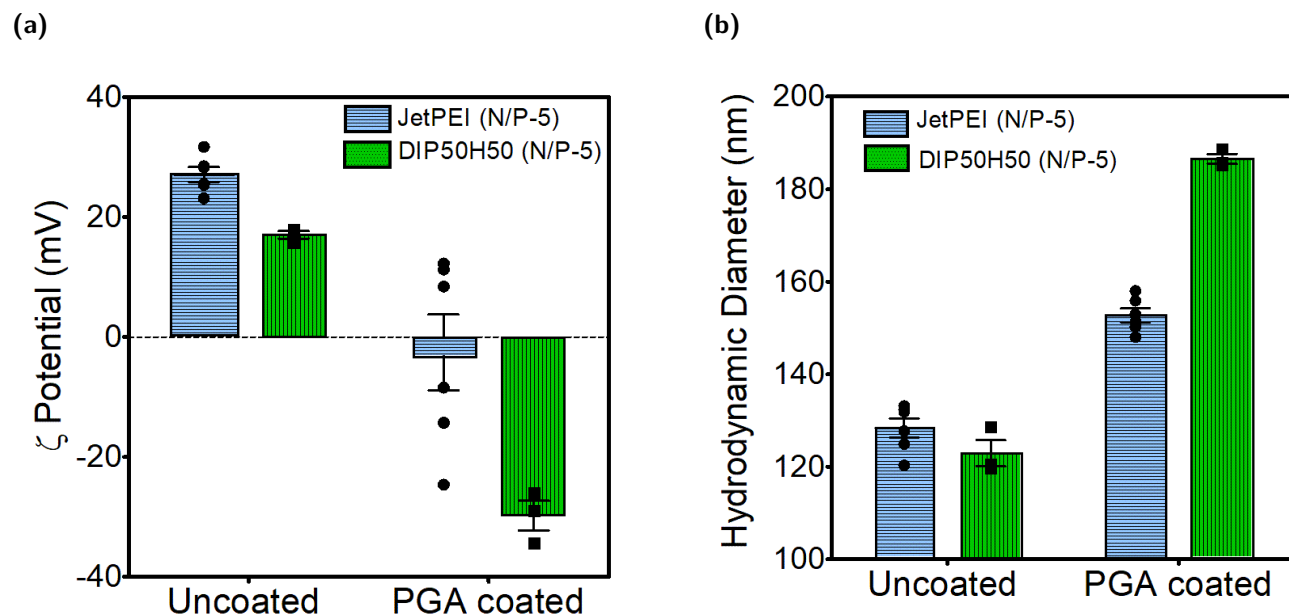 (a)
ζ Potential (mV)
40
20
0
-20
-40
JetPEI (N/P-5)
DIP50H50 (N/P-5)
Uncoated
PGA coated
(b)
Hydrodynamic Diameter (nm)
200
180
160
140
120
100
JetPEI (N/P-5)
DIP50H50 (N/P-5)
Uncoated
PGA coated